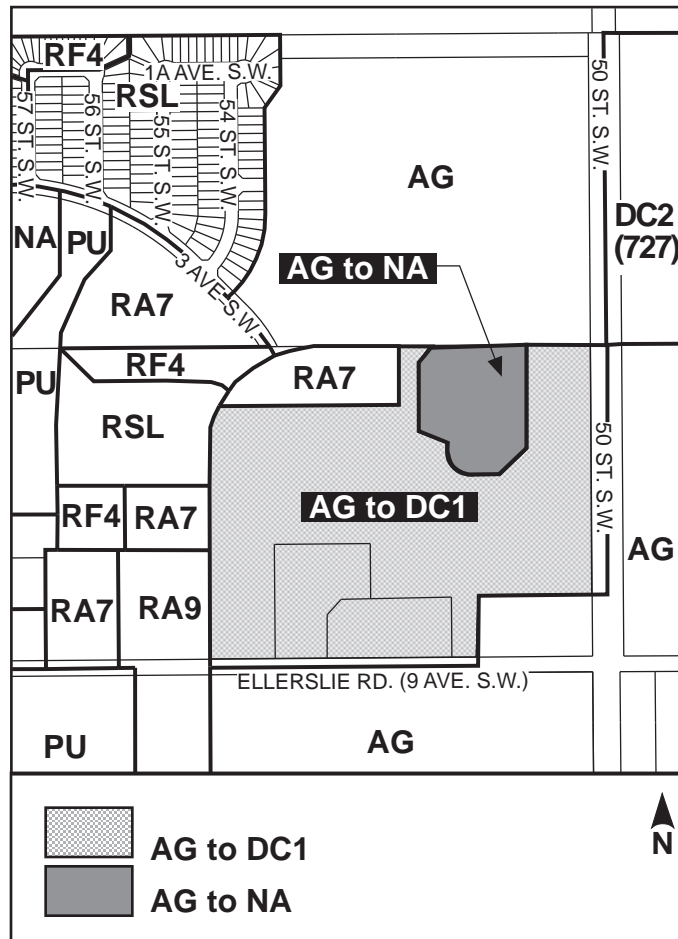 RF4
1A AVE. S.W.
RSL
57 ST. S.W.
56 ST. S.W.
55 ST. S.W.
54 ST. S.W.
50 ST. S.W.
AG
NA
PU
DC2
(727)
3 AVE S.W.
AG to NA
RA7
PU
RF4
RA7
RSL
50 ST. S.W.
AG to DC1
RF4
RA7
AG
RA7
RA9
ELLERSLIE RD. (9 AVE. S.W.)
PU
AG
AG to DC1
N
AG to NA